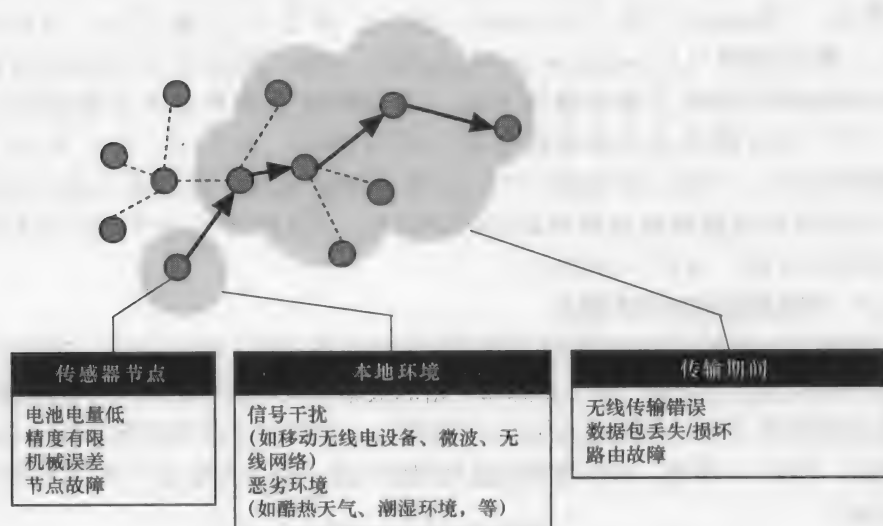 传感器节点
电池电量低
精度有限
机械误差
节点故障
本地环境
信号干扰
(如移动无线电设备、微波、无
线网络)
恶劣环境
(如酷热天气、潮湿环境，等)
传输期间
无线传输错误
数据包丢失/损坏
路由故障